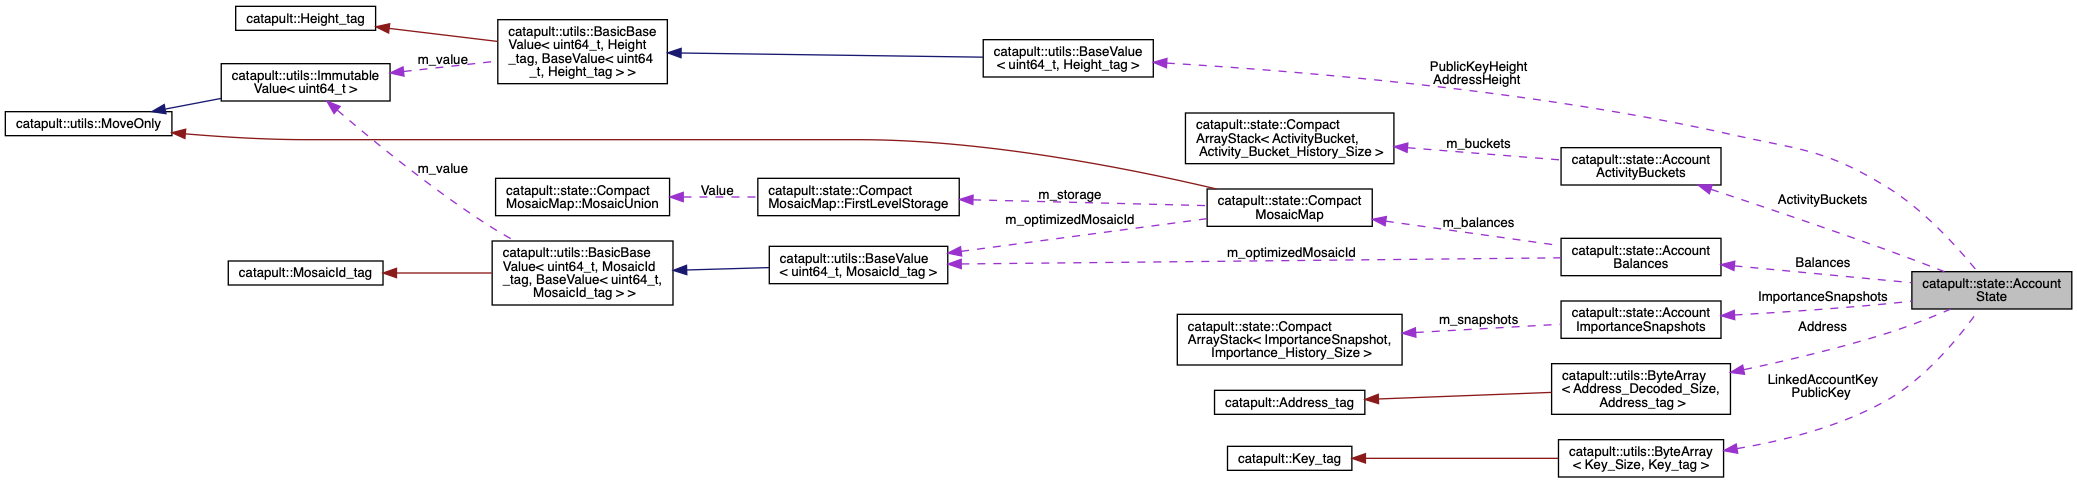 catapult::Height_tag
catapult::utils::BasicBase
Value< uint64_t, Height
_tag, BaseValue< uint64
_t, Height_tag > >
m_value
catapult::utils::Immutable
Value< uint64_t >
catapult::utils::MoveOnly
catapult::utils::BaseValue
< uint64_t, Height_tag >
PublicKeyHeight
AddressHeight
catapult::state::Compact
ArrayStack< ActivityBucket,
Activity_Bucket_History_Size >
m_buckets
catapult::state::Account
ActivityBuckets
ActivityBuckets
m_value
catapult::state::Compact
MosaicMap::MosaicUnion
Value
catapult::state::Compact
MosaicMap::FirstLevelStorage
m_storage
m_optimizedMosaicId
catapult::state::Compact
MosaicMap
m_balances
m_optimizedMosaicId
catapult::state::Account
Balances
Balances
catapult::MosaicId_tag
catapult::utils::BasicBase
Value< uint64_t, MosaicId
_tag, BaseValue< uint64_t,
MosaicId_tag > >
catapult::utils::BaseValue
< uint64_t, MosaicId_tag >
catapult::state::Account
State
ImportanceSnapshots
catapult::state::Account
ImportanceSnapshots
m_snapshots
catapult::state::Compact
ArrayStack< ImportanceSnapshot,
Importance_History_Size >
Address
catapult::utils::ByteArray
< Address_Decoded_Size,
Address_tag >
catapult::Address_tag
LinkedAccountKey
PublicKey
catapult::utils::ByteArray
< Key_Size, Key_tag >
catapult::Key_tag